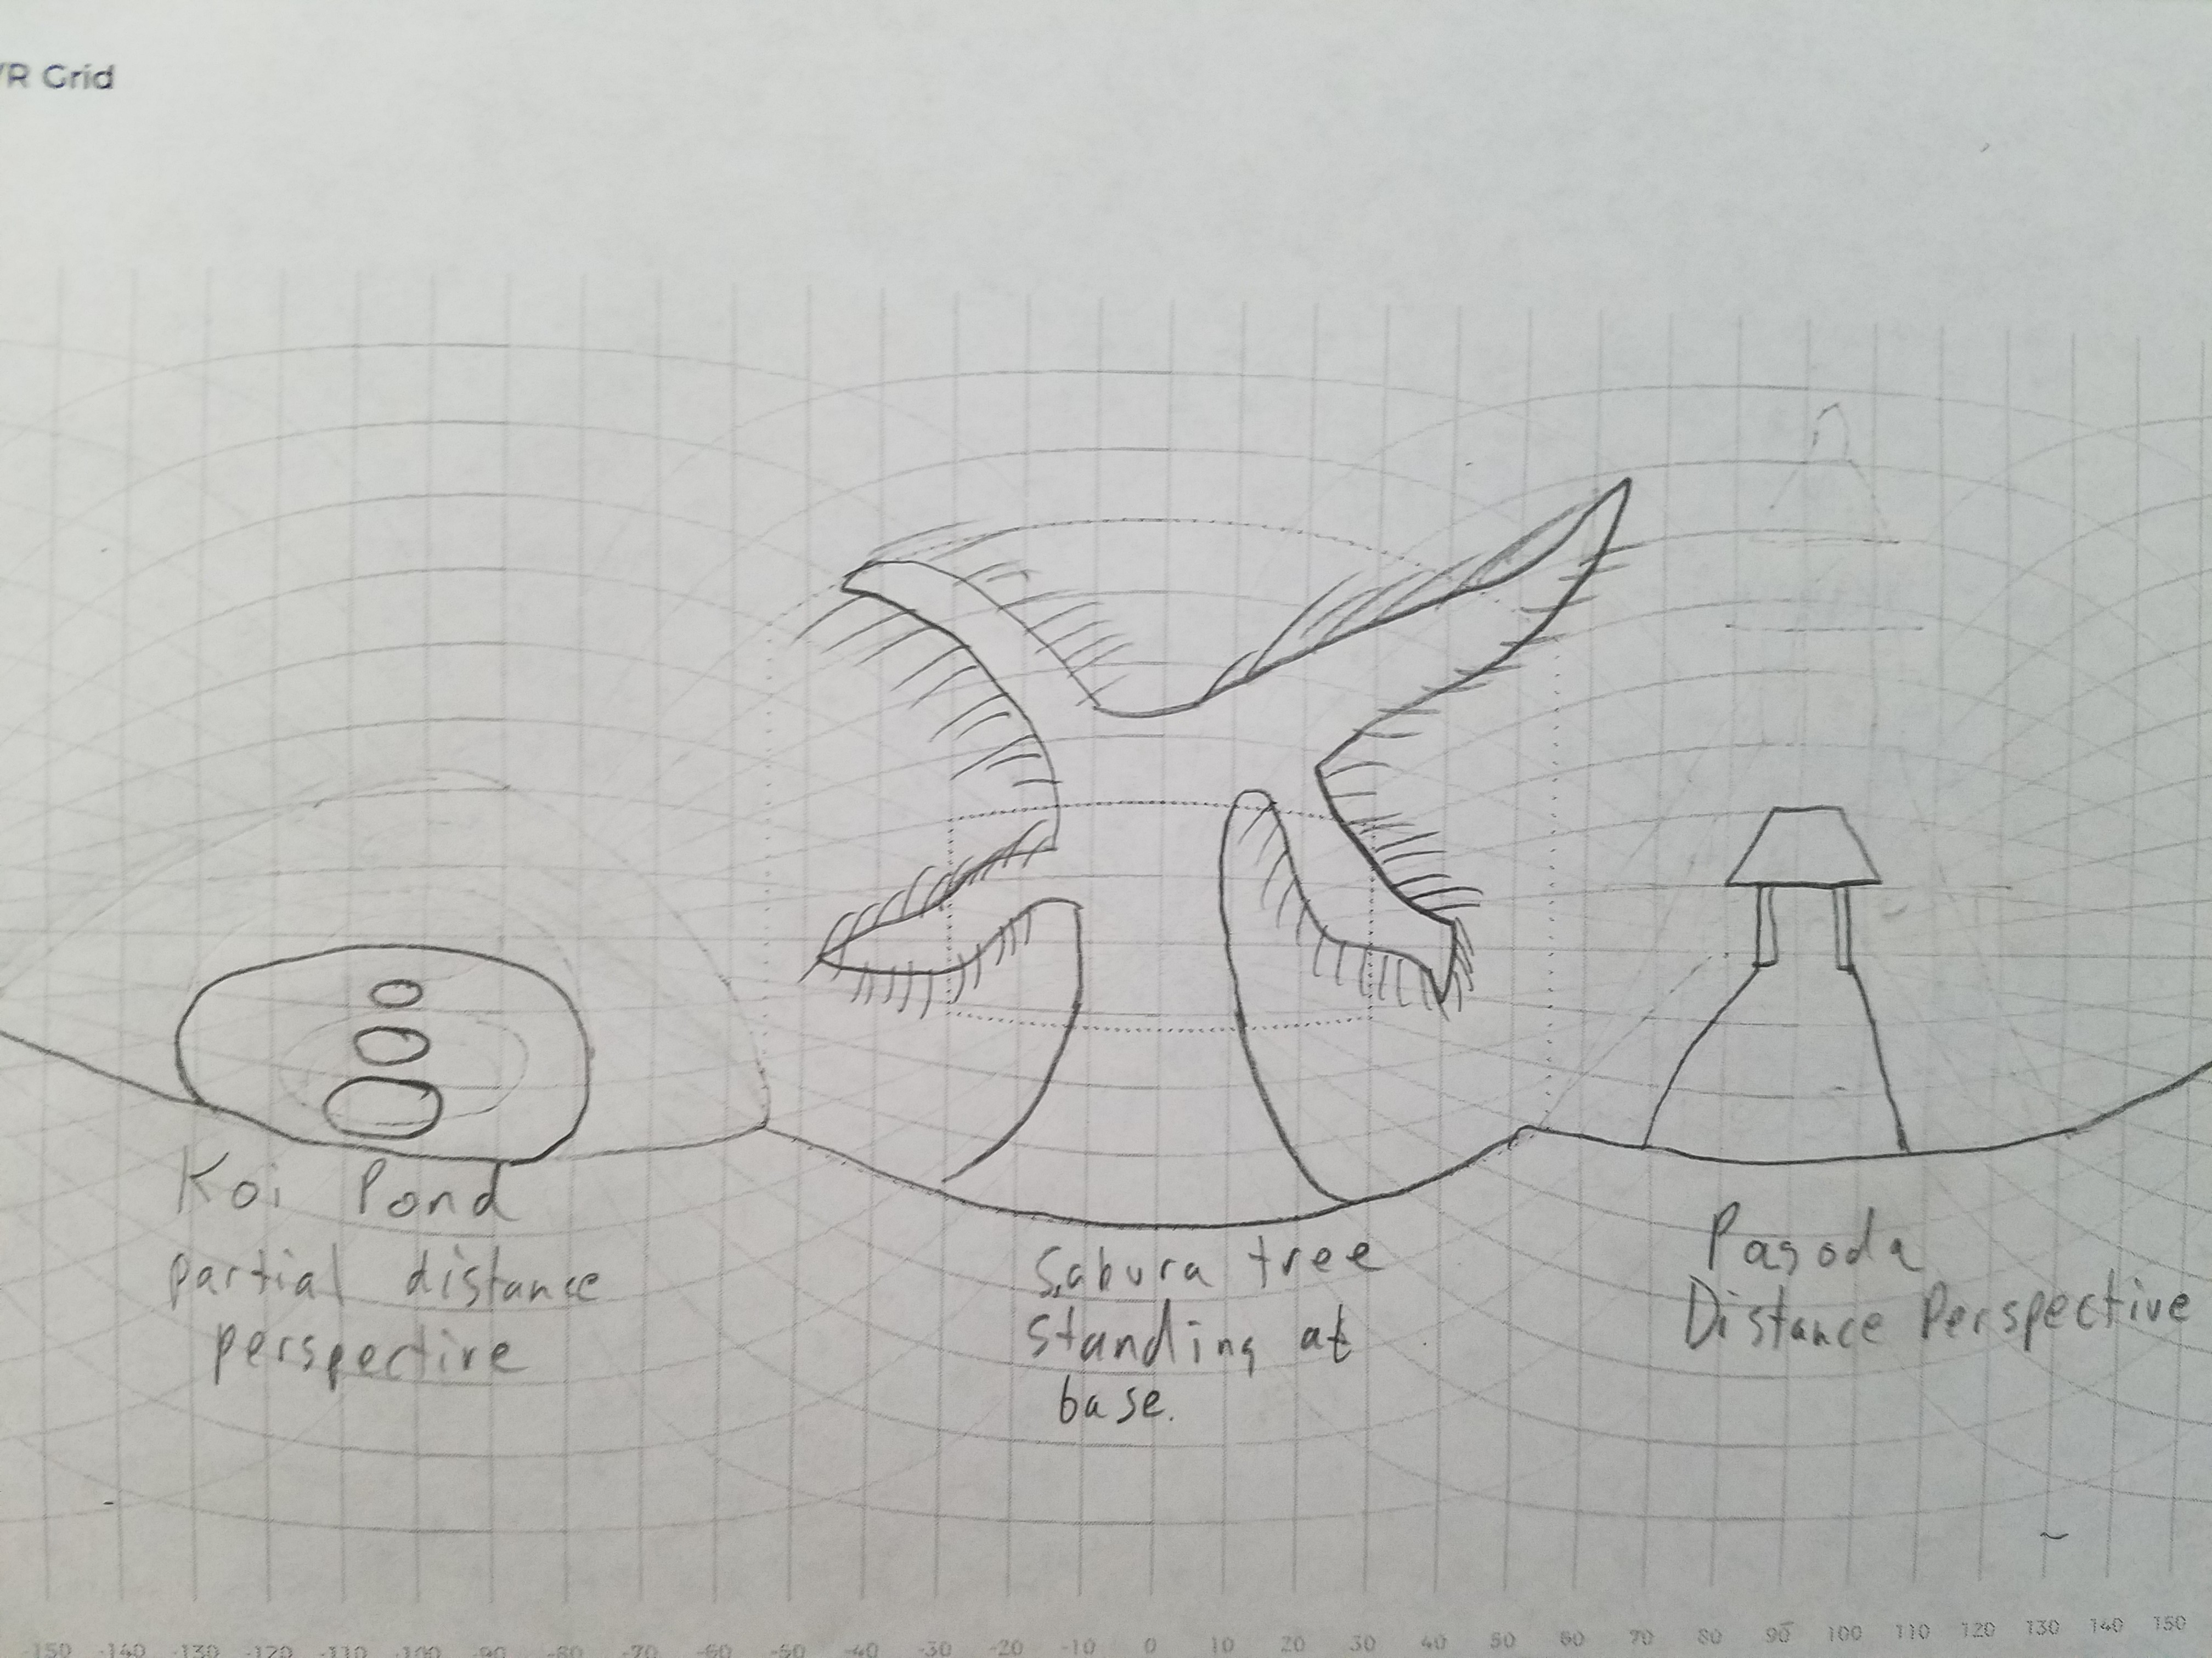 VR Grid
Koi Pond
partial distance
perspective
Sabura tree
standing at
base.
Pagoda
Distance Perspective
-150 -140 -130 -120 -110 -100 -90 -80 -70 -60 -50 -40 -30 -20 -10 0 10 20 30 40 50 60 70 80 90 100 110 120 130 140 150